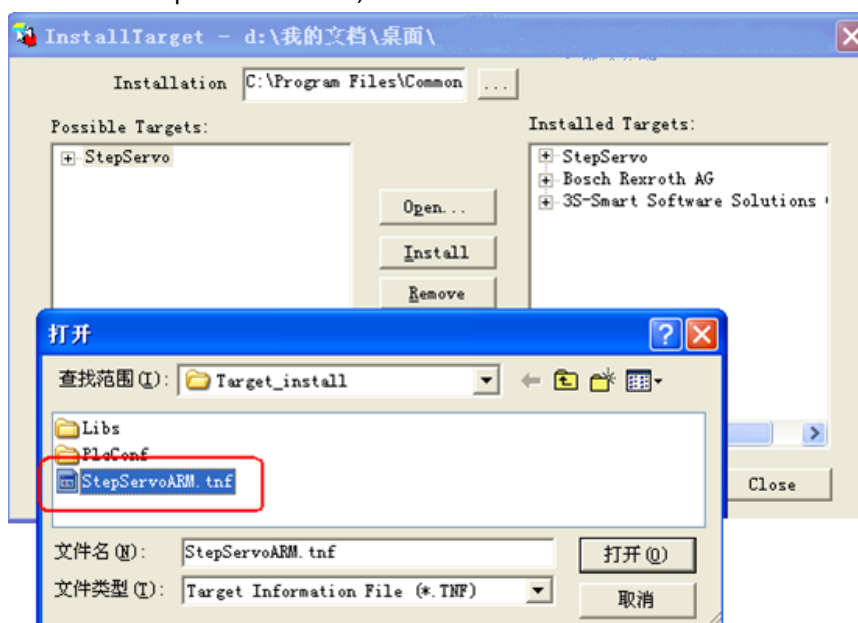 InstallTarget - d:\我的文档\桌面\
Installation C:\Program Files\Common ...
Possible Targets:
Installed Targets:
StepServo
StepServo
Bosch Rexroth AG
3S-Smart Software Solutions
Open...
Install
Remove
打开
查找范围(I): Target_install
Libs
PlcConf
StepServoARM.tnf
Close
文件名(N): StepServoARM.tnf 打开(O)
文件类型(T): Target Information File (*.TNF) 取消